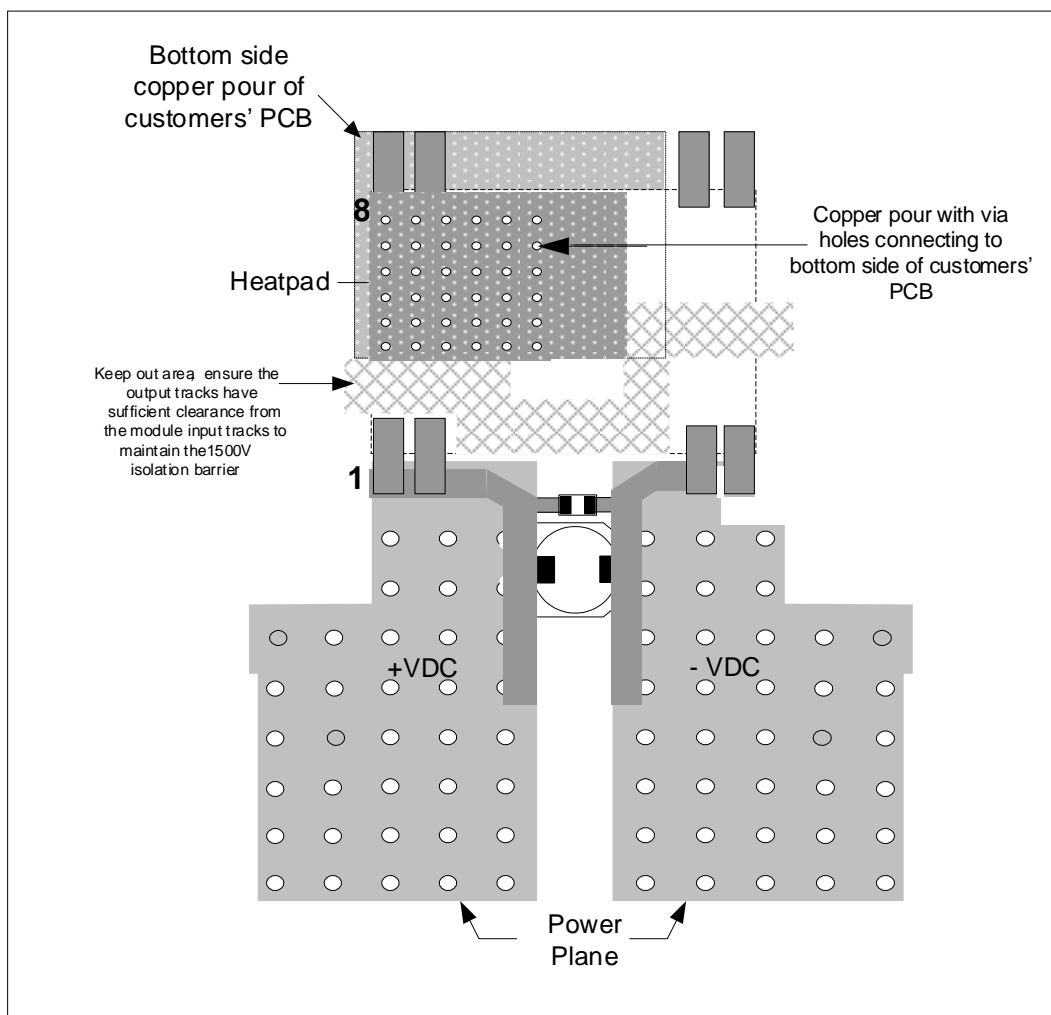 Bottom side
copper pour of
customers' PCB
8
Copper pour with via
holes connecting to
bottom side of customers'
PCB
Heatpad
Keep out area, ensure the
output tracks have
sufficient clearance from
the module input tracks to
maintain the1500V
isolation barrier
1
+VDC
- VDC
Power
Plane